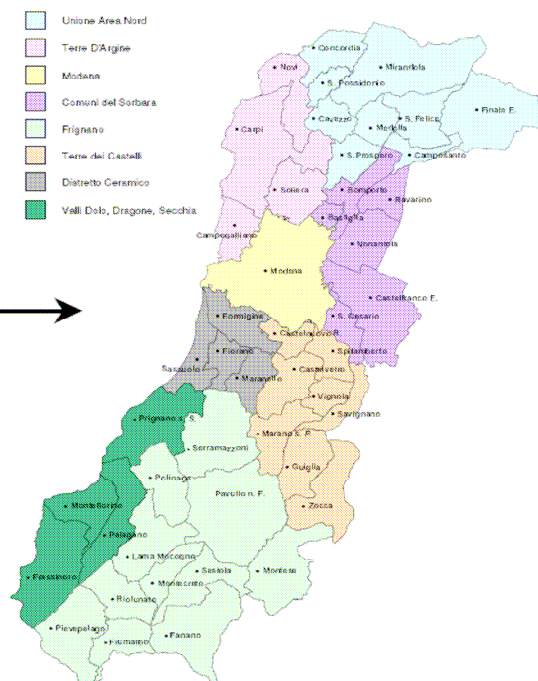 Unione Area Nord
Terre D'Argine
Modena
Comuni del Sorbara
Frignano
Terre dei Castelli
Distretto Ceramico
Valli Dolo, Dragone, Secchia
Concordia
Novi
Mirandola
S. Possidonio
Finale E.
Cavezzo
S. Felice
Medolla
Carpi
S. Prospero
Camposanto
Soliera
Bomporto
Ravarino
Bastiglia
Campogalliano
Nonantola
Modena
Castelfranco E.
Formigine
S. Cesario
Castelnuovo R.
Fiorano
Spilamberto
Sassuolo
Castelvetro
Maranello
Vignola
Savignano
Prignano s. S.
Marano s. P.
Serramazzoni
Guiglia
Polinago
Pavullo n. F.
Montefiorino
Zocca
Palagano
Lama Mocogno
Sestola
Montese
Frassinoro
Montecreto
Riolunato
Pievepelago
Fiumalbo
Fanano